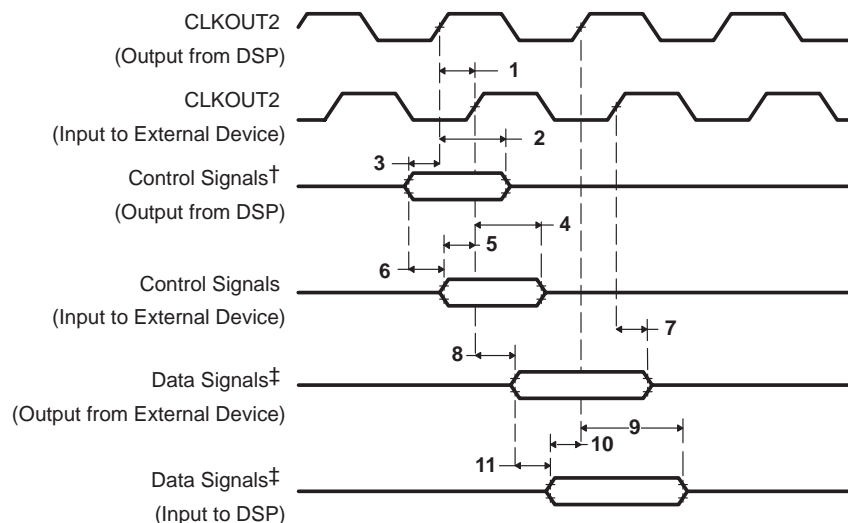 CLKOUT2
(Output from DSP)
1
CLKOUT2
(Input to External Device)
2
3
Control Signals†
(Output from DSP)
4
5
6
Control Signals
(Input to External Device)
7
8
Data Signals‡
(Output from External Device)
9
10
11
Data Signals‡
(Input to DSP)